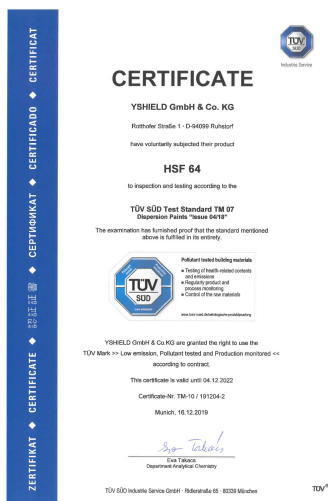 TÜV
SÜD
Industrie Service
CERTIFICATE
YSHIELD GmbH & Co. KG
Rotthofer Straße 1 · D-94099 Ruhstorf
have voluntarily subjected their product
HSF 64
to inspection and testing according to the
TÜV SÜD Test Standard TM 07
Dispersion Paints "Issue 04/18"
The examination has furnished proof that the standard mentioned
above is fulfilled in its entirety.
TÜV
SÜD
Low emission
Pollutant tested building materials
■ Testing of health-related contents
and emissions
■ Regularly product and
process monitoring
■ Control of the raw materials
YSHIELD GmbH & Co.KG are granted the right to use the
TÜV Mark >> Low emission, Pollutant tested and Production monitored <<
according to contract.
This certificate is valid until 04.12.2022
Certificate-Nr. TM-10 / 191204-2
Munich, 16.12.2019
Eva Takacs
Department Analytical Chemistry
TÜV SÜD Industrie Service GmbH · Ridlerstraße 65 · 80339 München
TÜV®
ZERTIFIKAT ◆ CERTIFICATE ◆ 認証証書 ◆ СЕРТИФИКАТ ◆ CERTIFICADO ◆ CERTIFICAT